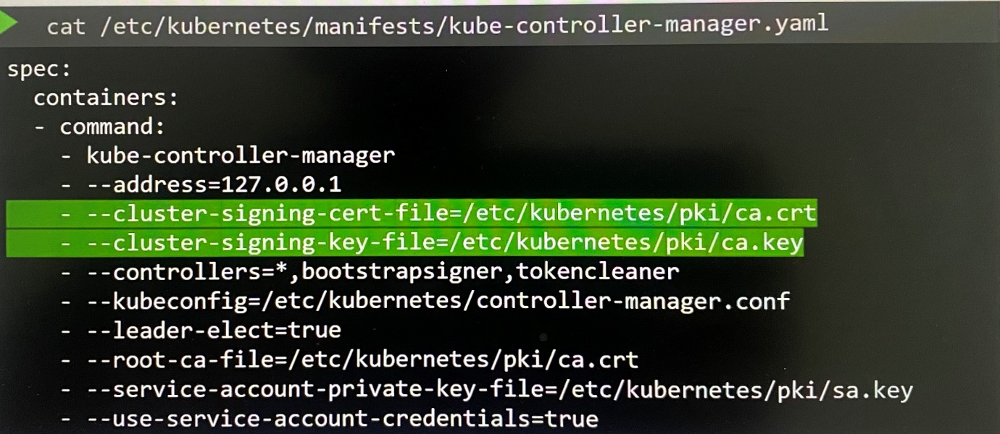 cat /etc/kubernetes/manifests/kube-controller-manager.yaml
spec:
  containers:
  - command:
    - kube-controller-manager
    - --address=127.0.0.1
    - --cluster-signing-cert-file=/etc/kubernetes/pki/ca.crt
    - --cluster-signing-key-file=/etc/kubernetes/pki/ca.key
    - --controllers=*,bootstrapsigner,tokencleaner
    - --kubeconfig=/etc/kubernetes/controller-manager.conf
    - --leader-elect=true
    - --root-ca-file=/etc/kubernetes/pki/ca.crt
    - --service-account-private-key-file=/etc/kubernetes/pki/sa.key
    - --use-service-account-credentials=true